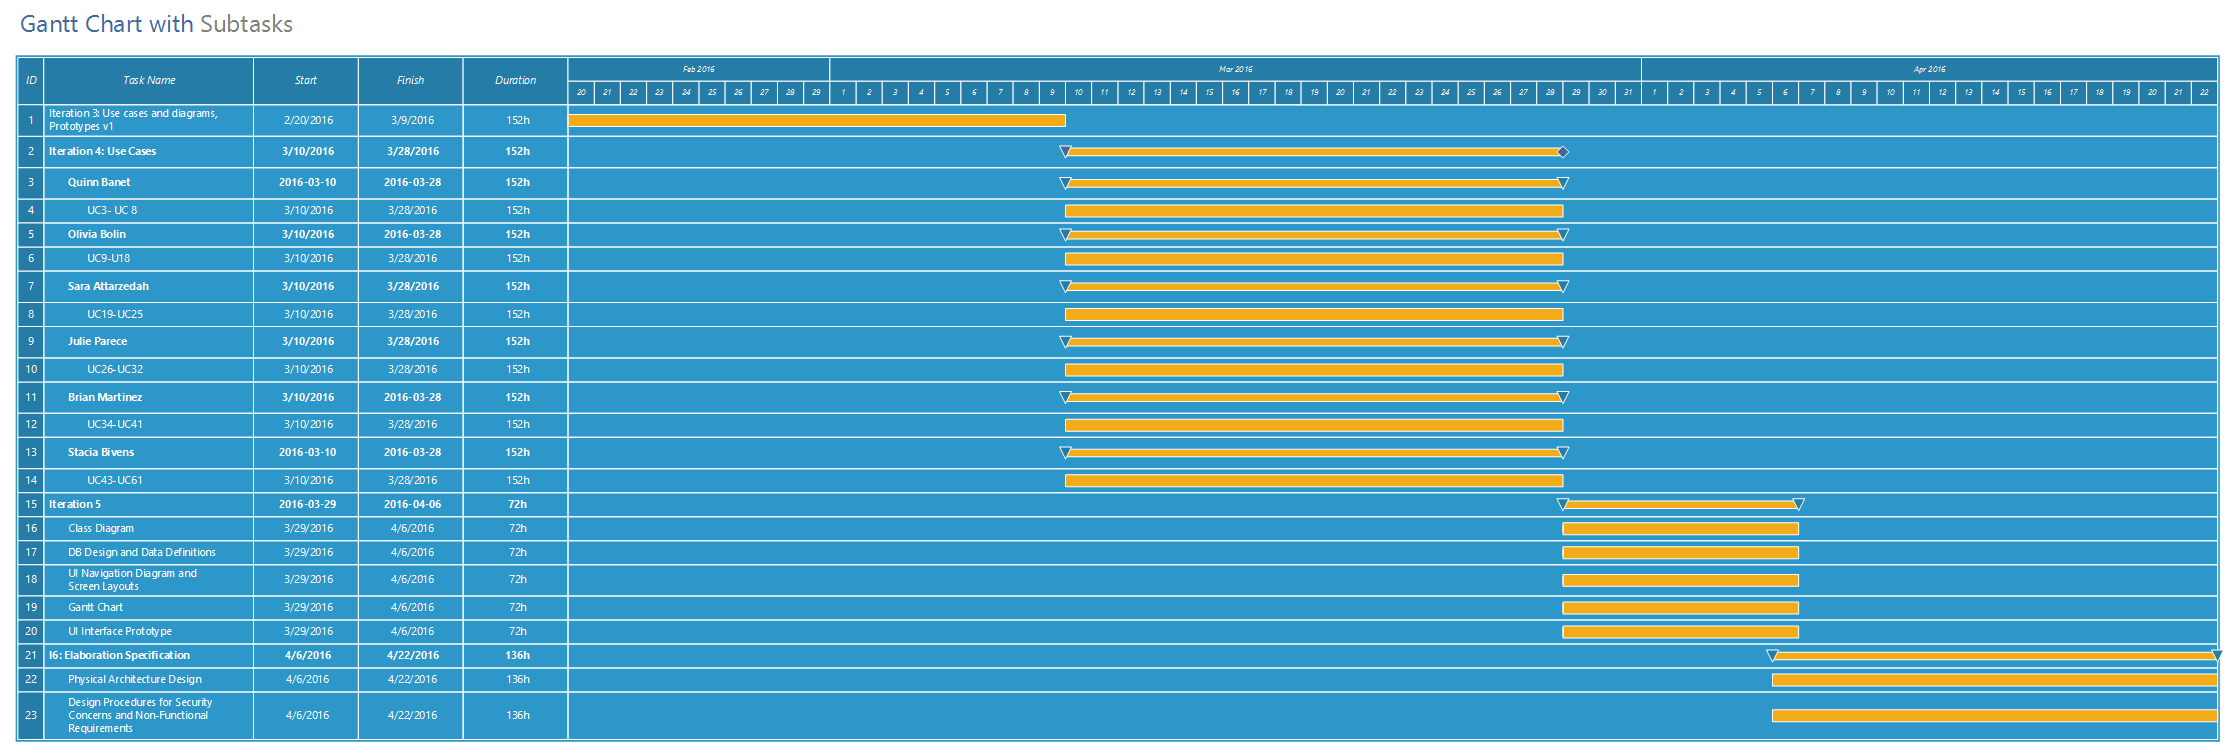 Gantt Chart with Subtasks
ID Task Name Start Finish Duration Feb 2016 Mar 2016 Apr 2016
20 21 22 23 24 25 26 27 28 29 1 2 3 4 5 6 7 8 9 10 11 12 13 14 15 16 17 18 19 20 21 22 23 24 25 26 27 28 29 30 31 1 2 3 4 5 6 7 8 9 10 11 12 13 14 15 16 17 18 19 20 21 22
1 Iteration 3: Use cases and diagrams, 2/20/2016 3/9/2016 152h
Prototypes v1
2 Iteration 4: Use Cases 3/10/2016 3/28/2016 152h
3 Quinn Banet 2016-03-10 2016-03-28 152h
4 UC3- UC 8 3/10/2016 3/28/2016 152h
5 Olivia Bolin 3/10/2016 2016-03-28 152h
6 UC9-U18 3/10/2016 3/28/2016 152h
7 Sara Attarzedah 3/10/2016 3/28/2016 152h
8 UC19-UC25 3/10/2016 3/28/2016 152h
9 Julie Parece 3/10/2016 3/28/2016 152h
10 UC26-UC32 3/10/2016 3/28/2016 152h
11 Brian Martinez 3/10/2016 2016-03-28 152h
12 UC34-UC41 3/10/2016 3/28/2016 152h
13 Stacia Bivens 2016-03-10 2016-03-28 152h
14 UC43-UC61 3/10/2016 3/28/2016 152h
15 Iteration 5 2016-03-29 2016-04-06 72h
16 Class Diagram 3/29/2016 4/6/2016 72h
17 DB Design and Data Definitions 3/29/2016 4/6/2016 72h
18 UI Navigation Diagram and 3/29/2016 4/6/2016 72h
Screen Layouts
19 Gantt Chart 3/29/2016 4/6/2016 72h
20 UI Interface Prototype 3/29/2016 4/6/2016 72h
21 I6: Elaboration Specification 4/6/2016 4/22/2016 136h
22 Physical Architecture Design 4/6/2016 4/22/2016 136h
Design Procedures for Security
23 Concerns and Non-Functional 4/6/2016 4/22/2016 136h
Requirements